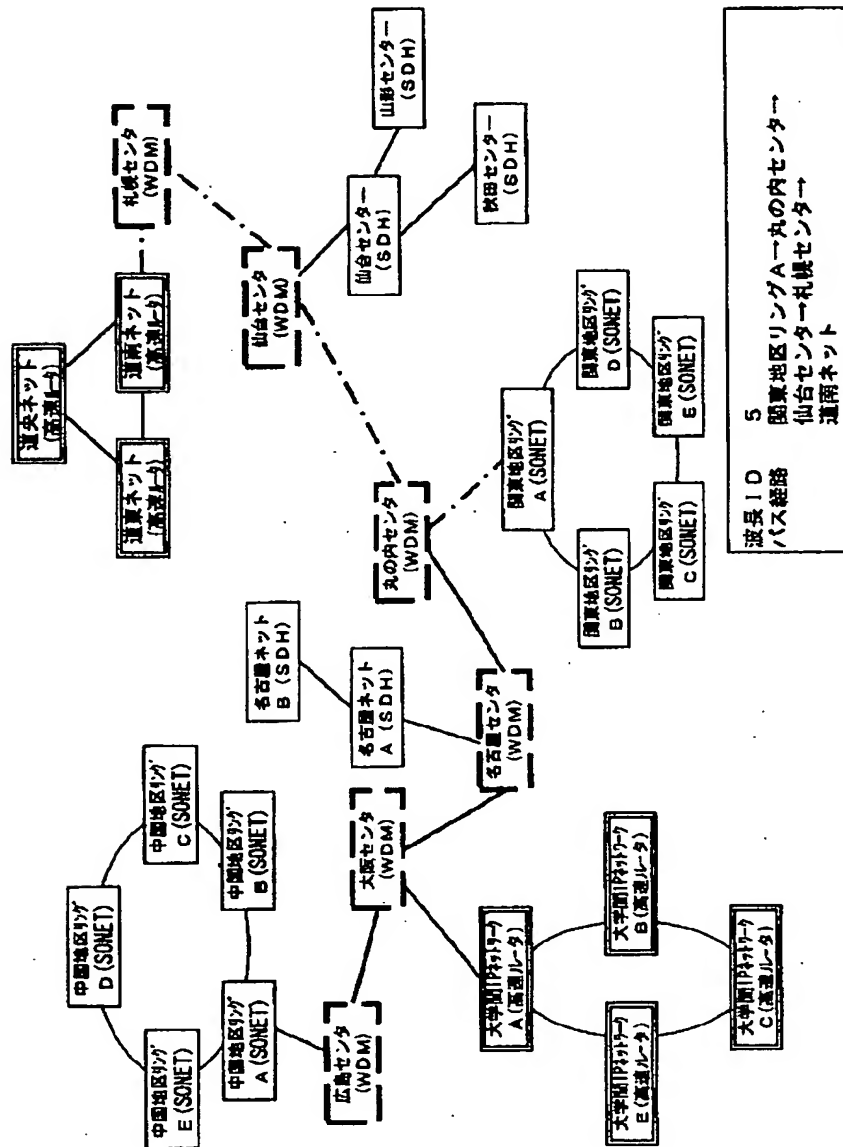 道央ネット
(高速ルータ)
道東ネット
(高速ルータ)
道南ネット
(高速ルータ)
札幌センタ
(WDM)
仙台センタ
(WDM)
仙台センター
(SDH)
山形センター
(SDH)
秋田センター
(SDH)
丸の内センタ
(WDM)
関東地区リング
A (SONET)
関東地区リング
B (SONET)
関東地区リング
C (SONET)
関東地区リング
D (SONET)
関東地区リング
E (SONET)
名古屋ネット
B (SDH)
名古屋ネット
A (SDH)
名古屋センタ
(WDM)
中国地区リング
D (SONET)
中国地区リング
C (SONET)
中国地区リング
B (SONET)
中国地区リング
E (SONET)
中国地区リング
A (SONET)
大阪センタ
(WDM)
広島センタ
(WDM)
大学間IPネットワーク
A (高速ルータ)
大学間IPネットワーク
B (高速ルータ)
大学間IPネットワーク
E (高速ルータ)
大学間IPネットワーク
C (高速ルータ)
波長ID 5
パス経路 関東地区リングA→丸の内センター→
仙台センター→札幌センター→
道南ネット